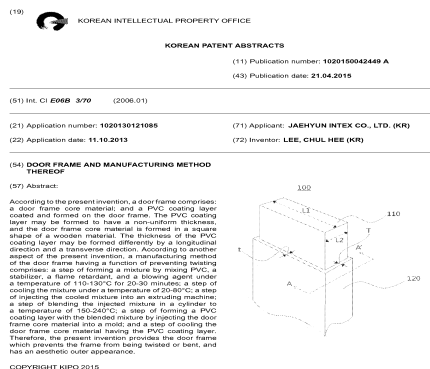 (19)
KOREAN INTELLECTUAL PROPERTY OFFICE
KOREAN PATENT ABSTRACTS
(11) Publication number: 1020150042449 A
(43) Publication date: 21.04.2015
(51) Int. Cl E06B 3/70 (2006.01)
(21) Application number: 1020130121085
(71) Applicant: JAEHYUN INTEX CO., LTD. (KR)
(22) Application date: 11.10.2013
(72) Inventor: LEE, CHUL HEE (KR)
(54) DOOR FRAME AND MANUFACTURING METHOD
THEREOF
(57) Abstract:
According to the present invention, a door frame comprises:
a door frame core material; and a PVC coating layer
coated and formed on the door frame. The PVC coating
layer may be formed to have a non-uniform thickness,
and the door frame core material is formed in a square
shape of a wooden material. The thickness of the PVC
coating layer may be formed differently by a longitudinal
direction and a transverse direction. According to another
aspect of the present invention, a manufacturing method
of the door frame having a function of preventing twisting
comprises: a step of forming a mixture by mixing PVC, a
stabilizer, a flame retardant, and a blowing agent under
a temperature of 110-130°C for 20-30 minutes; a step of
cooling the mixture under a temperature of 20-80°C; a step
of injecting the cooled mixture into an extruding machine;
a step of blending the injected mixture in a cylinder to
a temperature of 150-240°C; a step of forming a PVC
coating layer with the blended mixture by injecting the door
frame core material into a mold; and a step of cooling the
door frame core material having the PVC coating layer.
Therefore, the present invention provides the door frame
which prevents the frame from being twisted or bent, and
has an aesthetic outer appearance.
COPYRIGHT KIPO 2015
100
L1
110
T
L2
A'
t
A
120